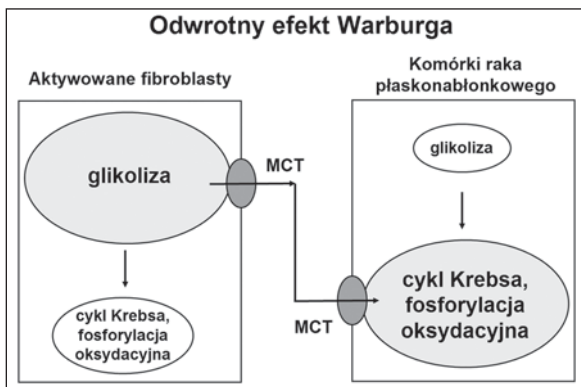 Odwrotny efekt Warburga
Aktywowane fibroblasty
Komórki raka
płaskonabłonkowego
glikoliza
MCT
cykl Krebsa,
fosforylacja
oksydacyjna
glikoliza
MCT
cykl Krebsa,
fosforylacja
oksydacyjna